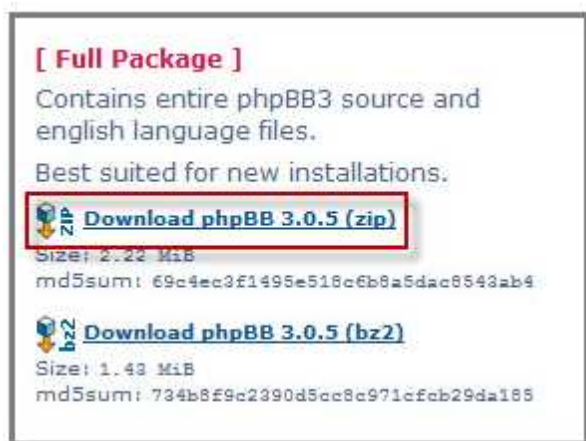 [ Full Package ]
Contains entire phpBB3 source and
english language files.
Best suited for new installations.
ZIP Download phpBB 3.0.5 (zip)
Size: 2.22 MiB
md5sum: 69c4ec3f1495e518c6b8a5dac8543ab4
bz2 Download phpBB 3.0.5 (bz2)
Size: 1.43 MiB
md5sum: 734b8f9c2390d5cc8c971cfcb29da185